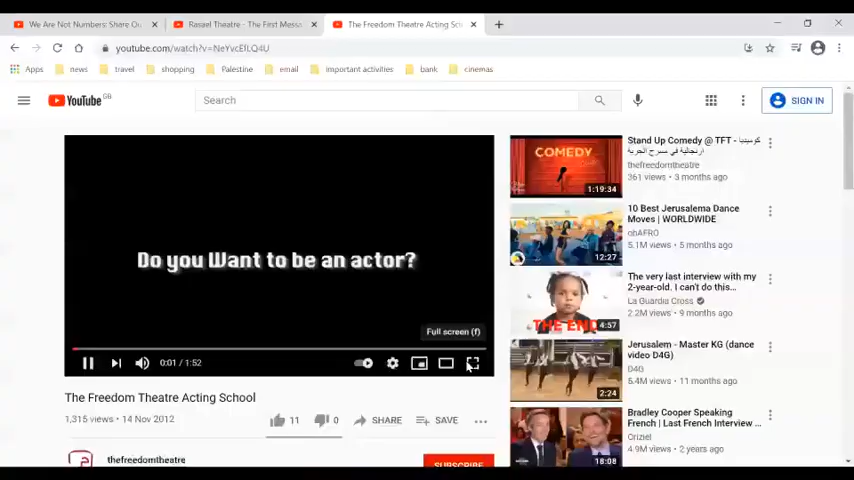 We Are Not Numbers: Share Ou
Rasael Theatre - The First Messa
The Freedom Theatre Acting Sch
youtube.com/watch?v=NeYvcEfLQ4U
Apps news travel shopping Palestine email important activities bank cinemas
YouTube GB
Search
SIGN IN
Do you Want to be an actor?
Full screen (f)
0:01 / 1:52
The Freedom Theatre Acting School
1,315 views · 14 Nov 2012
11 0 SHARE SAVE
thefreedomtheatre
SUBSCRIBE
COMEDY
1:19:34
Stand Up Comedy @ TFT - كوميديا
ارتجالية في مسرح الحرية
thefreedomtheatre
361 views · 3 months ago
12:27
10 Best Jerusalema Dance
Moves | WORLDWIDE
ohAFRO
5.1M views · 5 months ago
THE END
4:57
The very last interview with my
2-year-old. I can't do this...
La Guardia Cross
2.2M views · 9 months ago
2:24
Jerusalem - Master KG (dance
video D4G)
D4G
5.4M views · 11 months ago
18:08
Bradley Cooper Speaking
French | Last French Interview ...
Criziel
4.9M views · 2 years ago